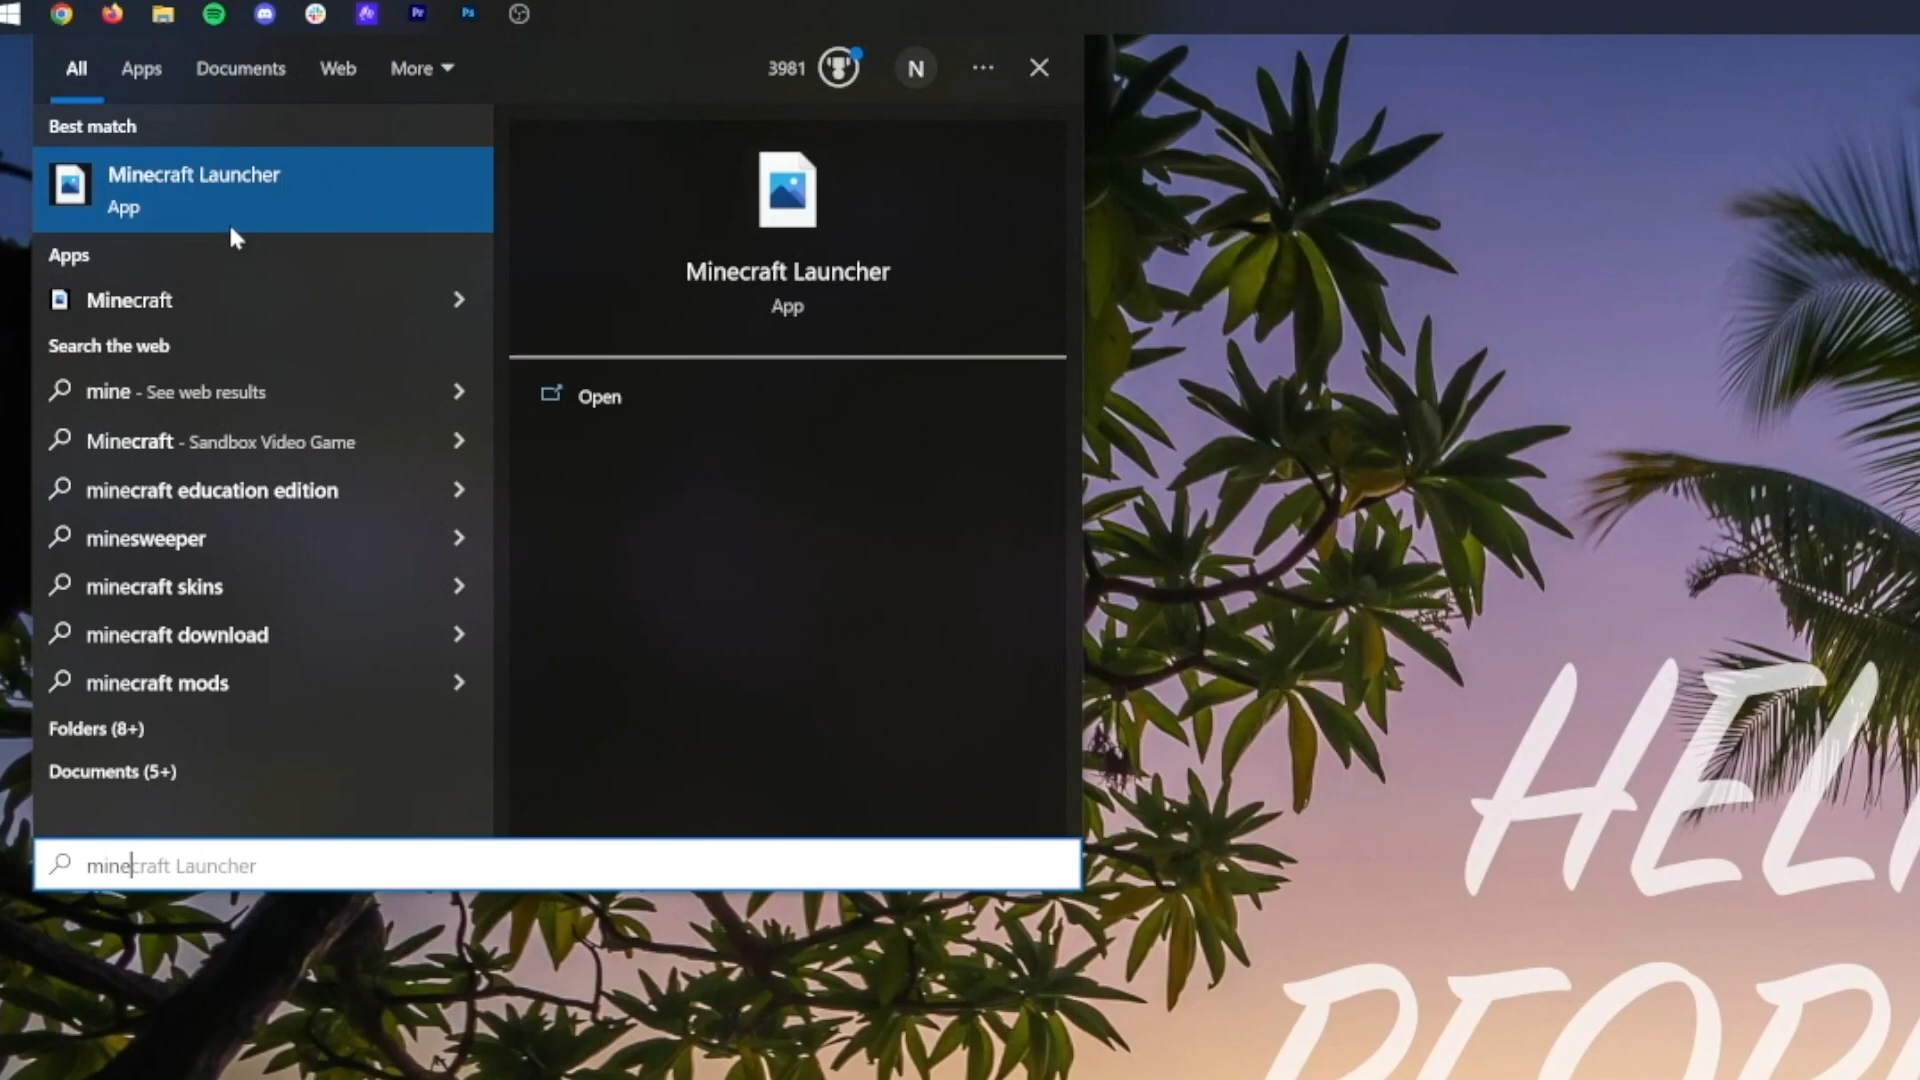 Pr
Ps
All
Apps
Documents
Web
More
3981
N
Best match
Minecraft Launcher
App
Apps
Minecraft
Search the web
mine - See web results
Minecraft - Sandbox Video Game
minecraft education edition
minesweeper
minecraft skins
minecraft download
minecraft mods
Folders (8+)
Documents (5+)
minecraft Launcher
Minecraft Launcher
App
Open